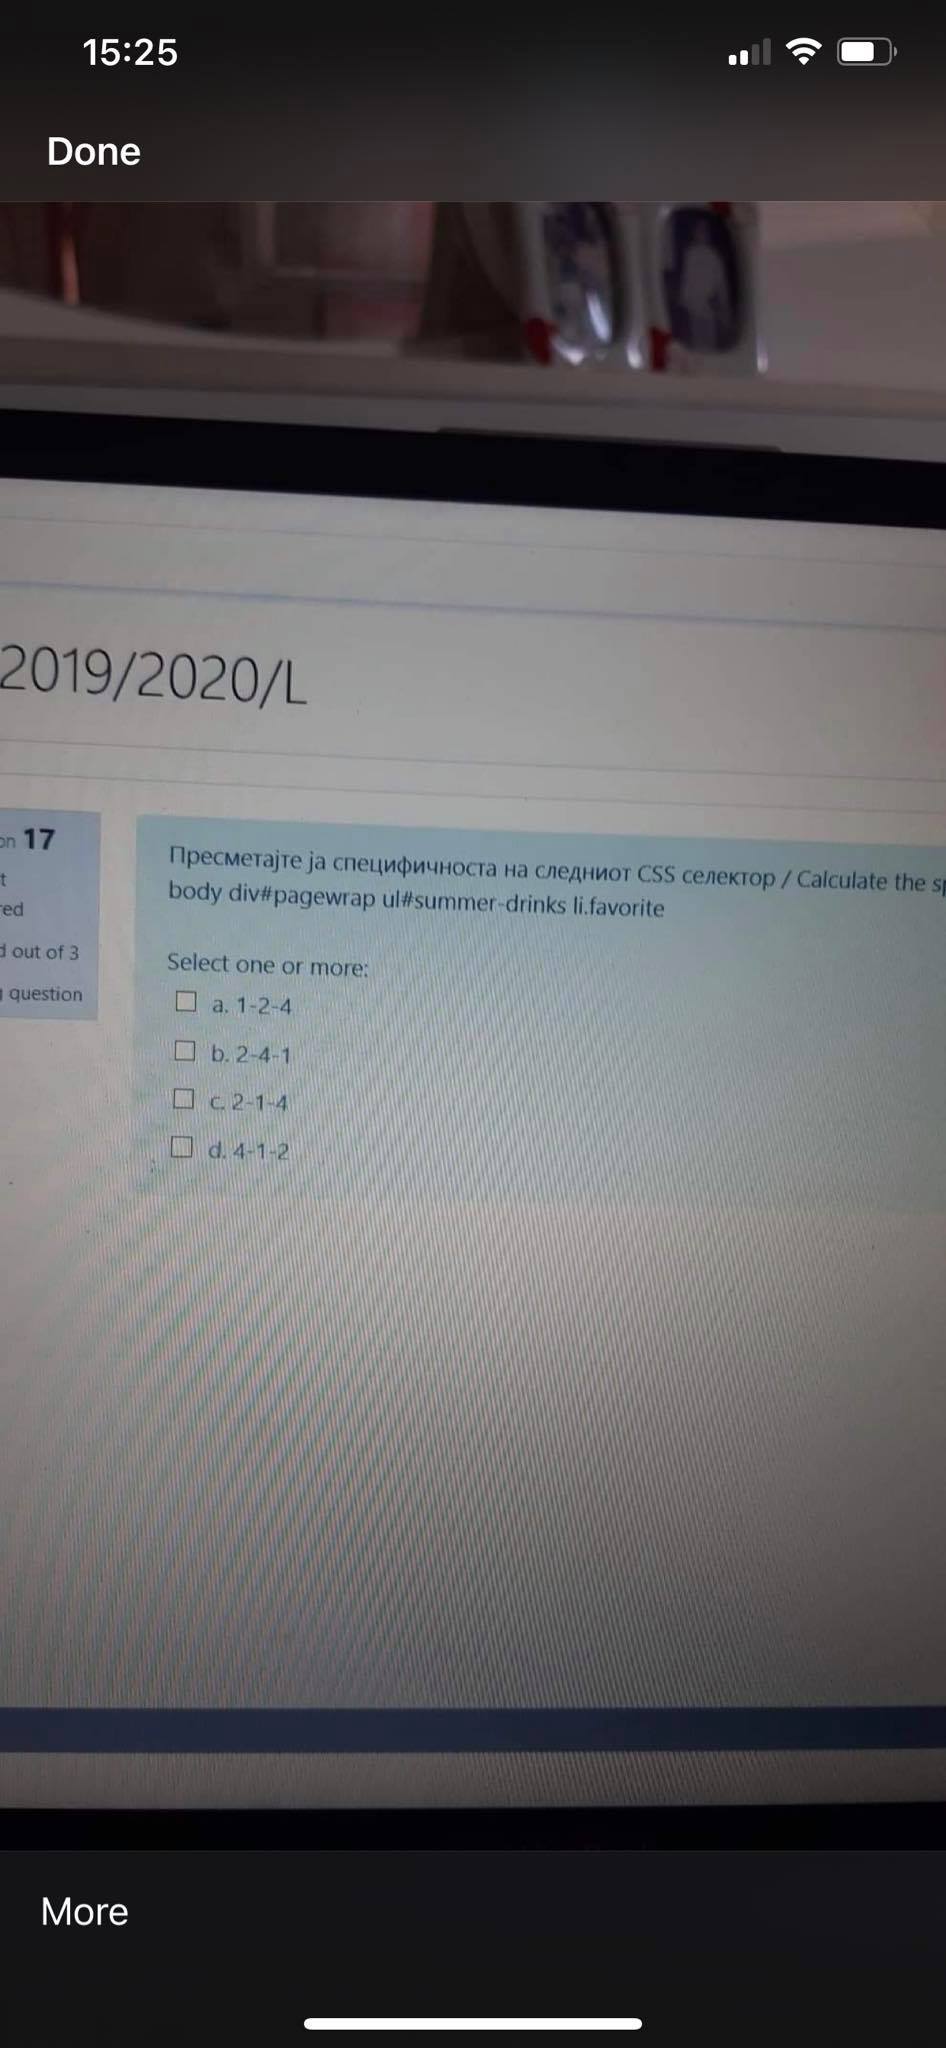 15:25
Done
2019/2020/L
on 17
t
red
d out of 3
question
Пресметајте ја специфичноста на следниот CSS селектор / Calculate the sp
body div#pagewrap ul#summer-drinks li.favorite
Select one or more:
a. 1-2-4
b. 2-4-1
c. 2-1-4
d. 4-1-2
More